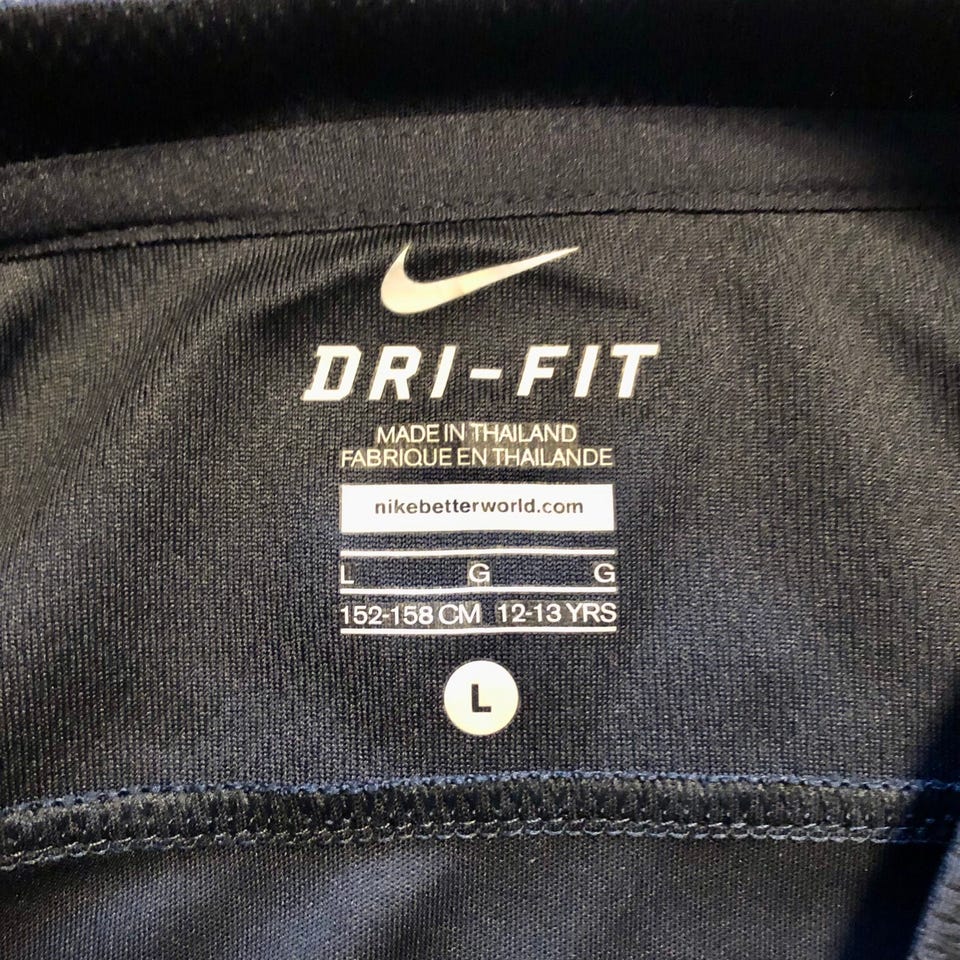 DRI-FIT
MADE IN THAILAND
FABRIQUE EN THAILANDE
nikebetterworld.com
L G G
152-158 CM 12-13 YRS
L